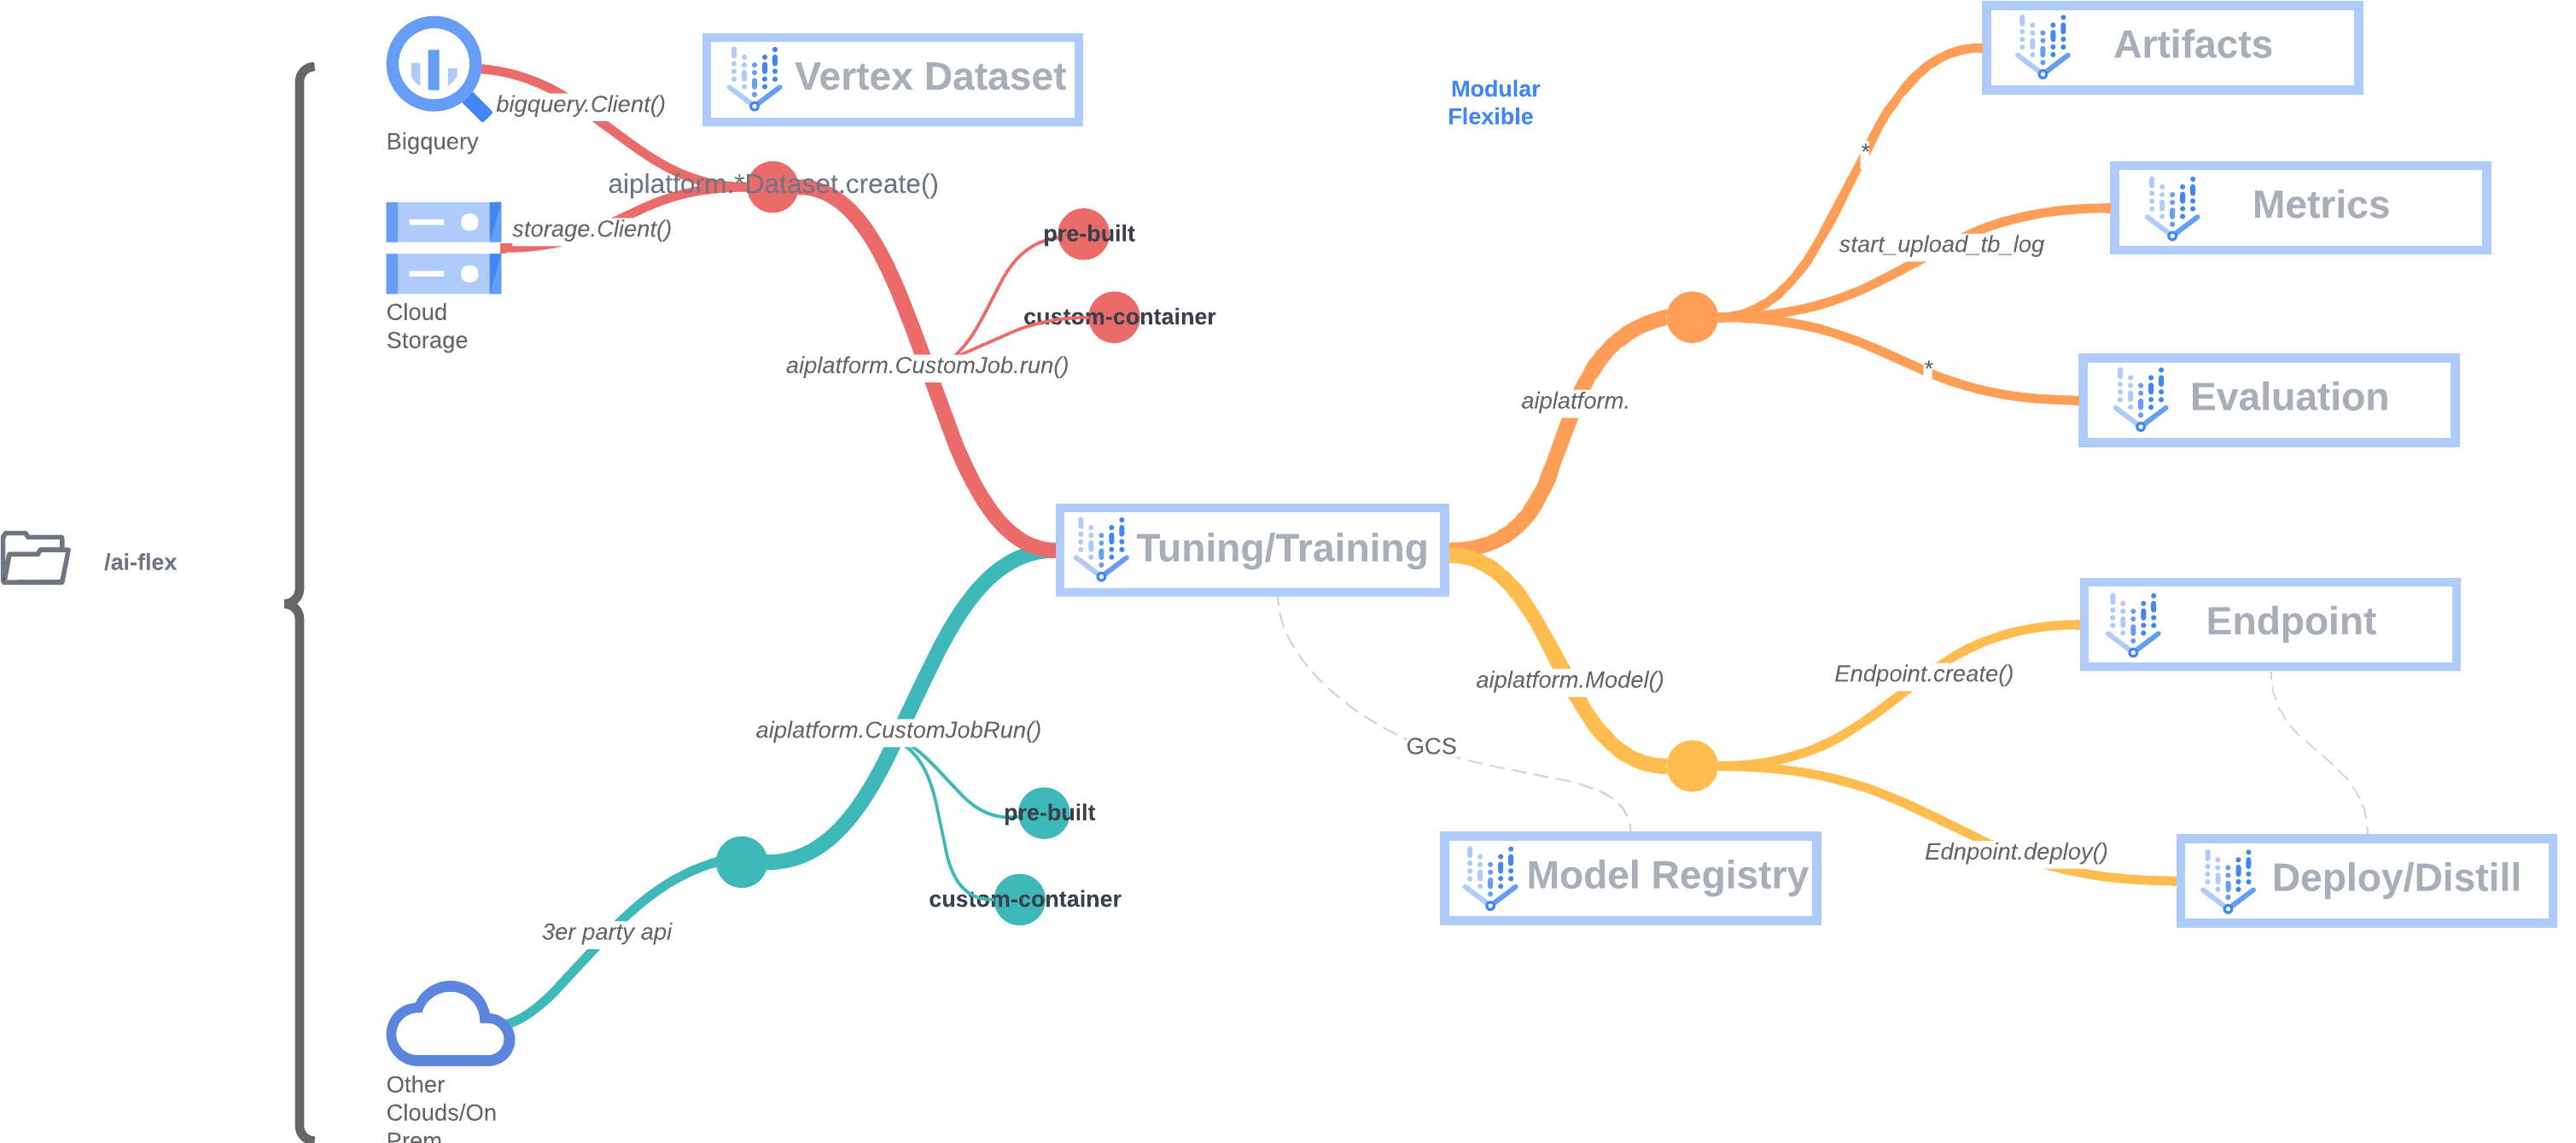 Artifacts
Vertex Dataset
Modular
Flexible
bigquery.Client()
Bigquery
*
aiplatform.*Dataset.create()
Metrics
storage.Client()
pre-built
start_upload_tb_log
Cloud
Storage
custom-container
aiplatform.CustomJob.run()
*
Evaluation
aiplatform.
/ai-flex
Tuning/Training
Endpoint
aiplatform.Model()
Endpoint.create()
aiplatform.CustomJobRun()
GCS
pre-built
Ednpoint.deploy()
Model Registry
Deploy/Distill
custom-container
3er party api
Other
Clouds/On
Prem